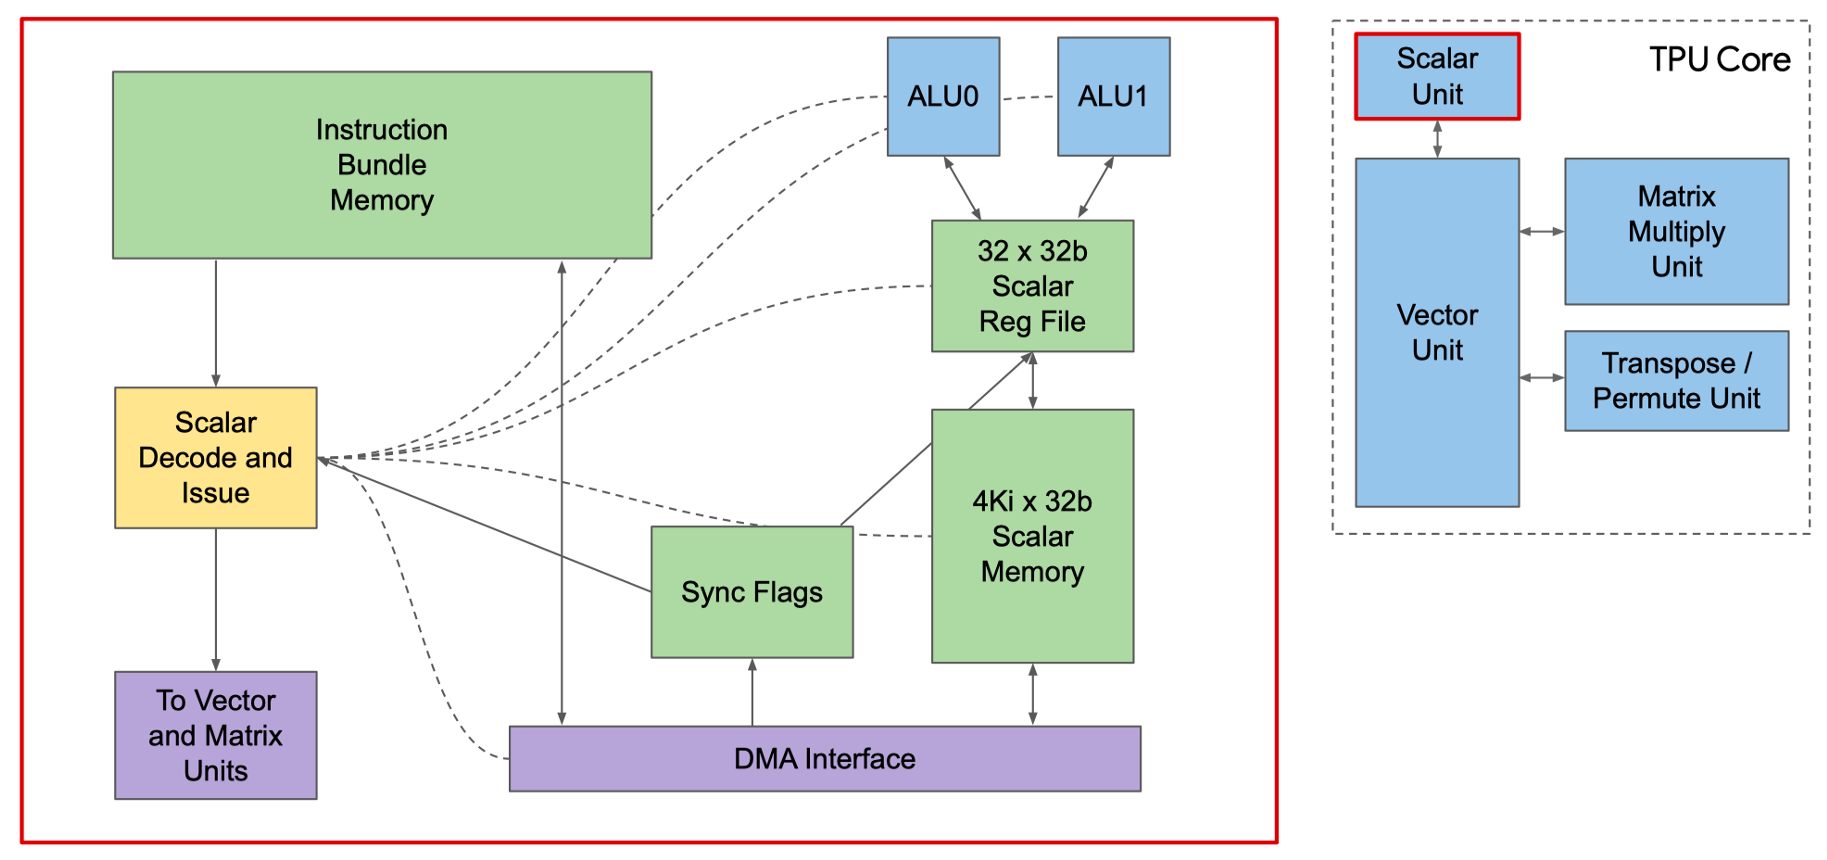 Instruction
Bundle
Memory
ALU0
ALU1
32 x 32b
Scalar
Reg File
Scalar
Decode and
Issue
4Ki x 32b
Scalar
Memory
Sync Flags
To Vector
and Matrix
Units
DMA Interface
TPU Core
Scalar
Unit
Vector
Unit
Matrix
Multiply
Unit
Transpose /
Permute Unit